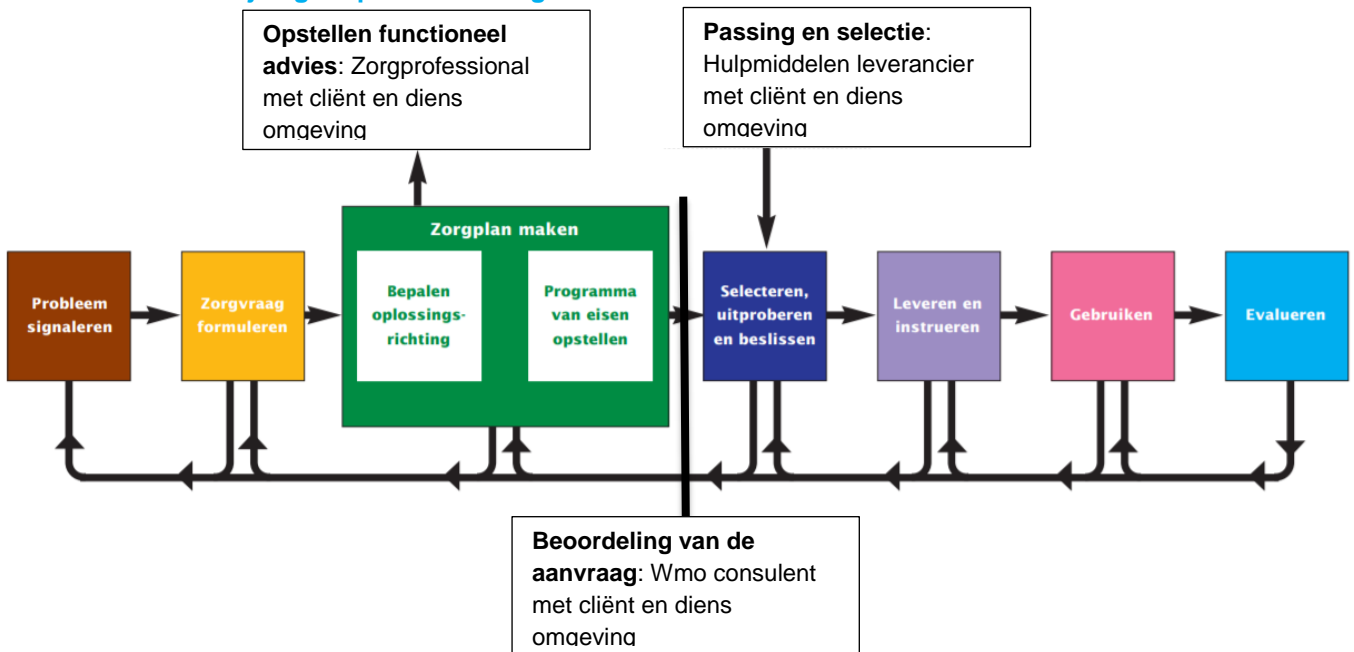 Opstellen functioneel
advies: Zorgprofessional
met cliënt en diens
omgeving
Passing en selectie:
Hulpmiddelen leverancier
met cliënt en diens
omgeving
Zorgplan maken
Probleem
signaleren
Zorgvraag
formuleren
Bepalen
oplossings-
richting
Programma
van eisen
opstellen
Selecteren,
uitproberen
en beslissen
Leveren en
instrueren
Gebruiken
Evalueren
Beoordeling van de
aanvraag: Wmo consulent
met cliënt en diens
omgeving